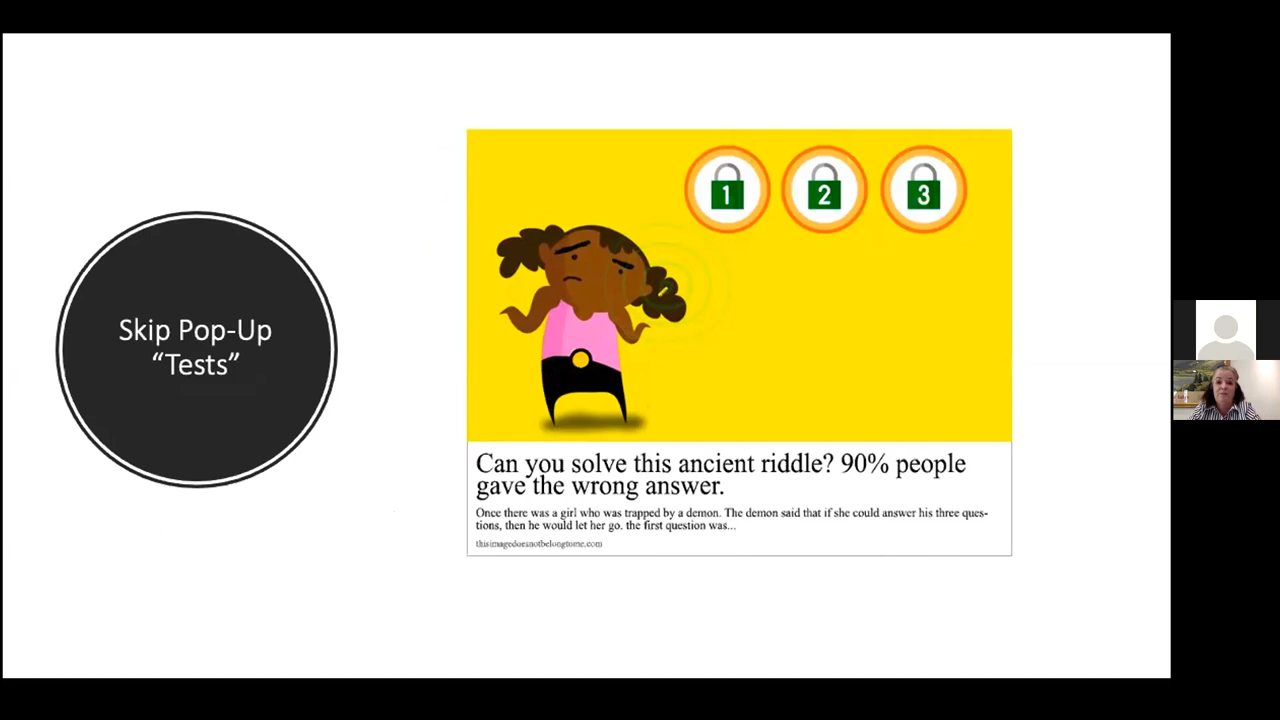 Skip Pop-Up
“Tests”
1 2 3
Can you solve this ancient riddle? 90% people
gave the wrong answer.
Once there was a girl who was trapped by a demon. The demon said that if she could answer his three ques-
tions, then he would let her go. the first question was...
thisimagedoesnotbelongtome.com